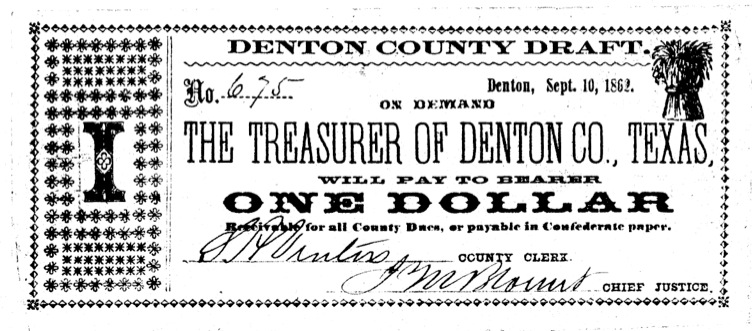 DENTON COUNTY DRAFT.
No. 675 Denton, Sept. 10, 1862.
ON DEMAND
THE TREASURER OF DENTON CO., TEXAS,
WILL PAY TO BEARER
ONE DOLLAR
Receivable for all County Dues, or payable in Confederate paper.
COUNTY CLERK.
CHIEF JUSTICE.
I